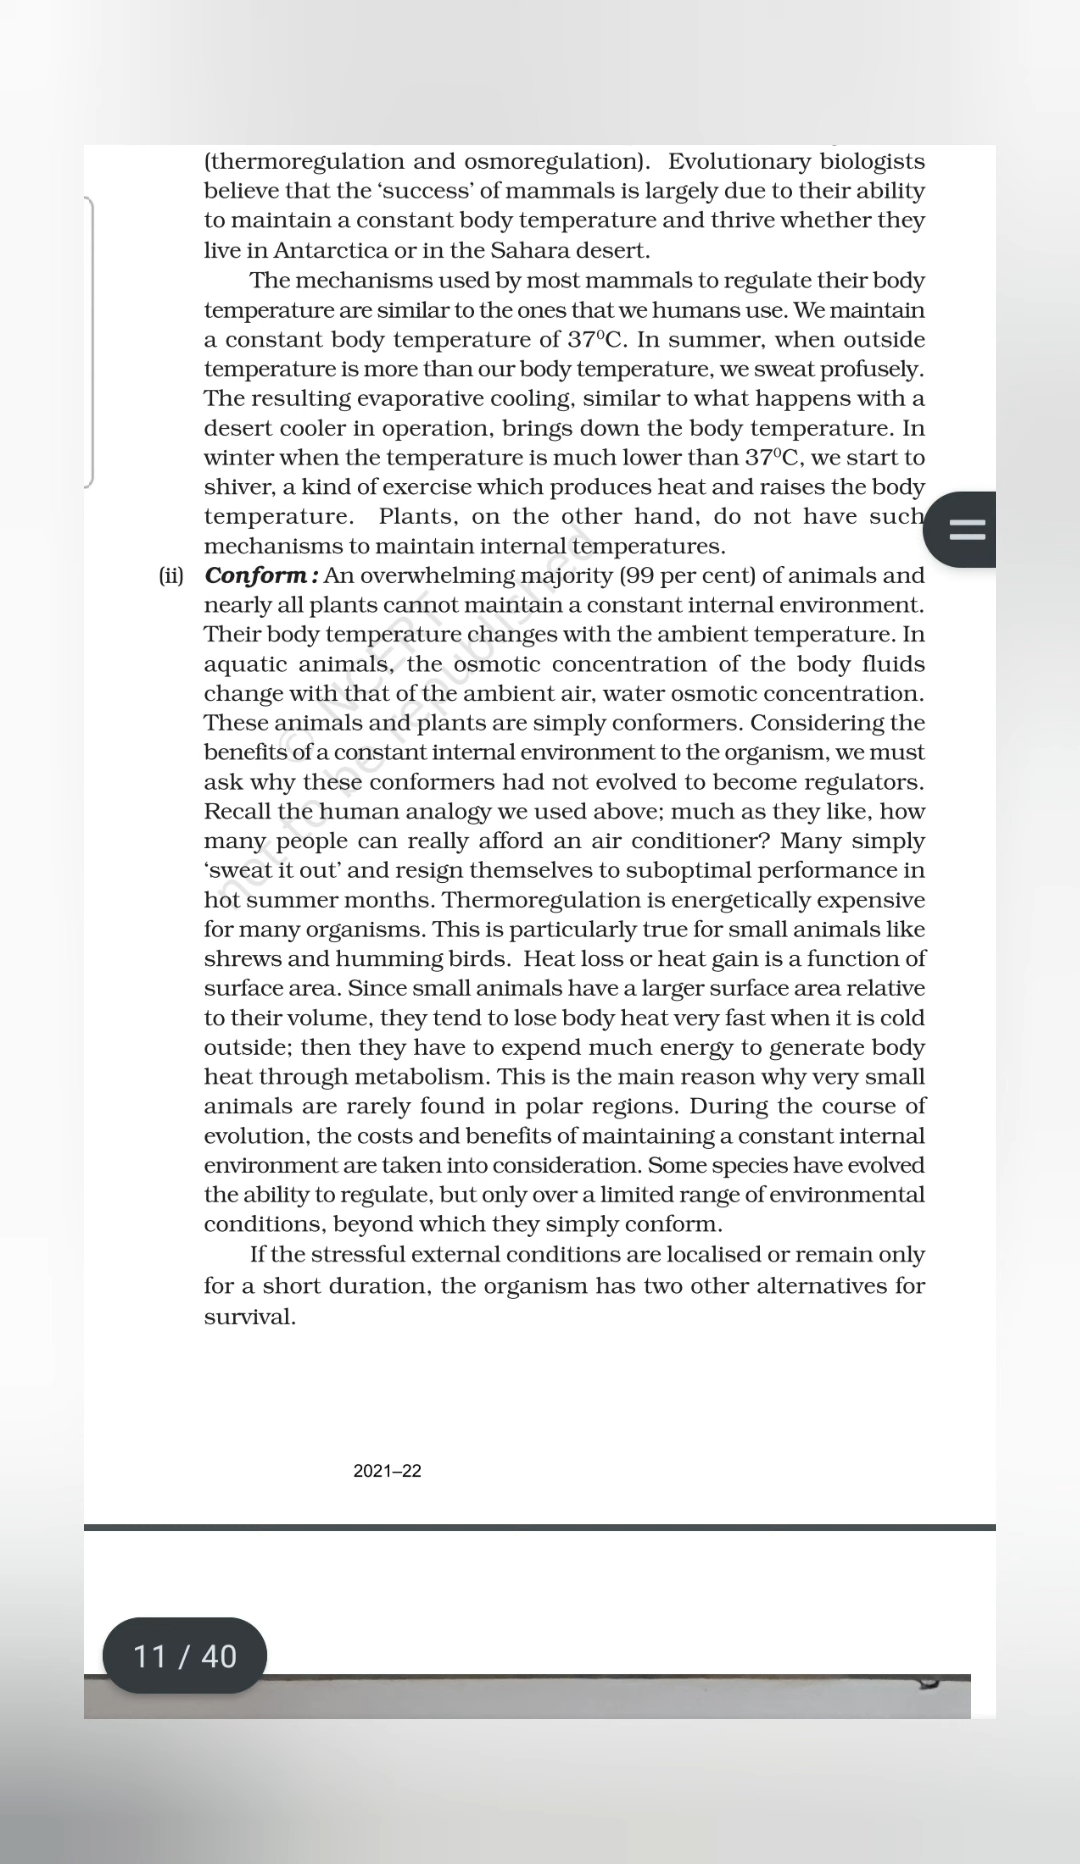 (thermoregulation and osmoregulation). Evolutionary biologists
believe that the ‘success’ of mammals is largely due to their ability
to maintain a constant body temperature and thrive whether they
live in Antarctica or in the Sahara desert.
The mechanisms used by most mammals to regulate their body
temperature are similar to the ones that we humans use. We maintain
a constant body temperature of 37⁰C. In summer, when outside
temperature is more than our body temperature, we sweat profusely.
The resulting evaporative cooling, similar to what happens with a
desert cooler in operation, brings down the body temperature. In
winter when the temperature is much lower than 37⁰C, we start to
shiver, a kind of exercise which produces heat and raises the body
temperature. Plants, on the other hand, do not have such
mechanisms to maintain internal temperatures.
(ii) Conform : An overwhelming majority (99 per cent) of animals and
nearly all plants cannot maintain a constant internal environment.
Their body temperature changes with the ambient temperature. In
aquatic animals, the osmotic concentration of the body fluids
change with that of the ambient air, water osmotic concentration.
These animals and plants are simply conformers. Considering the
benefits of a constant internal environment to the organism, we must
ask why these conformers had not evolved to become regulators.
Recall the human analogy we used above; much as they like, how
many people can really afford an air conditioner? Many simply
‘sweat it out’ and resign themselves to suboptimal performance in
hot summer months. Thermoregulation is energetically expensive
for many organisms. This is particularly true for small animals like
shrews and humming birds. Heat loss or heat gain is a function of
surface area. Since small animals have a larger surface area relative
to their volume, they tend to lose body heat very fast when it is cold
outside; then they have to expend much energy to generate body
heat through metabolism. This is the main reason why very small
animals are rarely found in polar regions. During the course of
evolution, the costs and benefits of maintaining a constant internal
environment are taken into consideration. Some species have evolved
the ability to regulate, but only over a limited range of environmental
conditions, beyond which they simply conform.
If the stressful external conditions are localised or remain only
for a short duration, the organism has two other alternatives for
survival.
© NCERT
not to be republished
2021–22
11 / 40